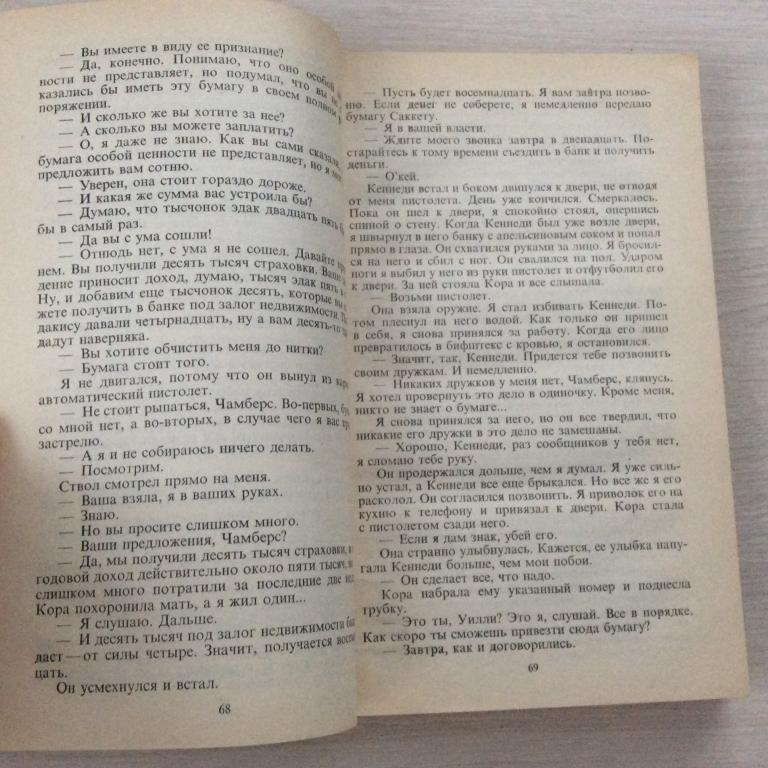 — Вы имеете в виду ее признание?
— Да, конечно. Понимаю, что оно особой
ности не представляет, но подумал, что вы не
казались бы иметь эту бумагу в своем полном
поряжении.
— И сколько же вы хотите за нее?
— А сколько вы можете заплатить?
— О, я даже не знаю. Как вы сами сказали,
бумага особой ценности не представляет, но я
предложить вам сотню.
— Уверен, она стоит гораздо дороже.
— И какая же сумма вас устроила бы?
— Думаю, что тысчонок эдак двадцать пять
бы в самый раз.
— Да вы с ума сошли!
— Отнюдь нет, с ума я не сошел. Давайте
нем. Вы получили десять тысяч страховки. Ваше
дение приносит доход, думаю, тысяч эдак пять в
Ну, и добавим еще тысчонок десять, которые вы
жете получить в банке под залог недвижимости.
дакису давали четырнадцать, ну а вам десять-то
дадут наверняка.
— Вы хотите обчистить меня до нитки?
— Бумага стоит того.
Я не двигался, потому что он вынул из
автоматический пистолет.
— Не стоит рыпаться, Чамберс. Во-первых,
со мной нет, а во-вторых, в случае чего я вас
застрелю.
— А я и не собираюсь ничего делать.
— Посмотрим.
Ствол смотрел прямо на меня.
— Ваша взяла, я в ваших руках.
— Знаю.
— Но вы просите слишком много.
— Ваши предложения, Чамберс?
— Да, мы получили десять тысяч страховки,
годовой доход действительно около пяти тысяч,
слишком много потратили за последние две
Кора похоронила мать, а я жил один...
— Я слушаю. Дальше.
— И десять тысяч под залог недвижимости
даст — от силы четыре. Значит, получается
цать.
Он усмехнулся и встал.
68
— Пусть будет восемнадцать. Я вам завтра позво-
ню. Если денег не соберете, я немедленно передаю
бумагу Саккету.
— Я в вашей власти.
— Ждите моего звонка завтра в двенадцать. По-
старайтесь к тому времени съездить в банк и получить
деньги.
— О'кей.
Кеннеди встал и боком двинулся к двери, не отводя
от меня пистолета. День уже кончился. Смеркалось.
Пока он шел к двери, я спокойно стоял, опершись
спиной о стену. Когда Кеннеди был уже возле двери,
я швырнул в него банку с апельсиновым соком и попал
прямо в глаза. Он схватился руками за лицо. Я бросил-
ся на него и сбил с ног. Он свалился на пол. Ударом
ноги я выбил у него из руки пистолет и отфутболил его
к двери. За ней стояла Кора и все слышала.
— Возьми пистолет.
Она взяла оружие. Я стал избивать Кеннеди. По-
том плеснул на него водой. Как только он пришел
в себя, я снова принялся за работу. Когда его лицо
превратилось в бифштекс с кровью, я остановился.
— Значит, так, Кеннеди. Придется тебе позвонить
своим дружкам. И немедленно.
— Никаких дружков у меня нет, Чамберс, клянусь.
Я хотел провернуть это дело в одиночку. Кроме меня,
никто не знает о бумаге...
Я снова принялся за него, но он все твердил, что
никакие его дружки в это дело не замешаны.
— Хорошо, Кеннеди, раз сообщников у тебя нет,
я сломаю тебе руку.
Он продержался дольше, чем я думал. Я уже силь-
но устал, а Кеннеди все еще брыкался. Но все же я его
расколол. Он согласился позвонить. Я приволок его на
кухню к телефону и привязал к двери. Кора стала
с пистолетом сзади него.
— Если я дам знак, убей его.
Она странно улыбнулась. Кажется, ее улыбка напу-
гала Кеннеди больше, чем мои побои.
— Он сделает все, что надо.
Кора набрала ему указанный номер и поднесла
трубку.
— Это ты, Уилли? Это я, слушай. Все в порядке.
Как скоро ты сможешь привезти сюда бумагу?
— Завтра, как и договорились.
69